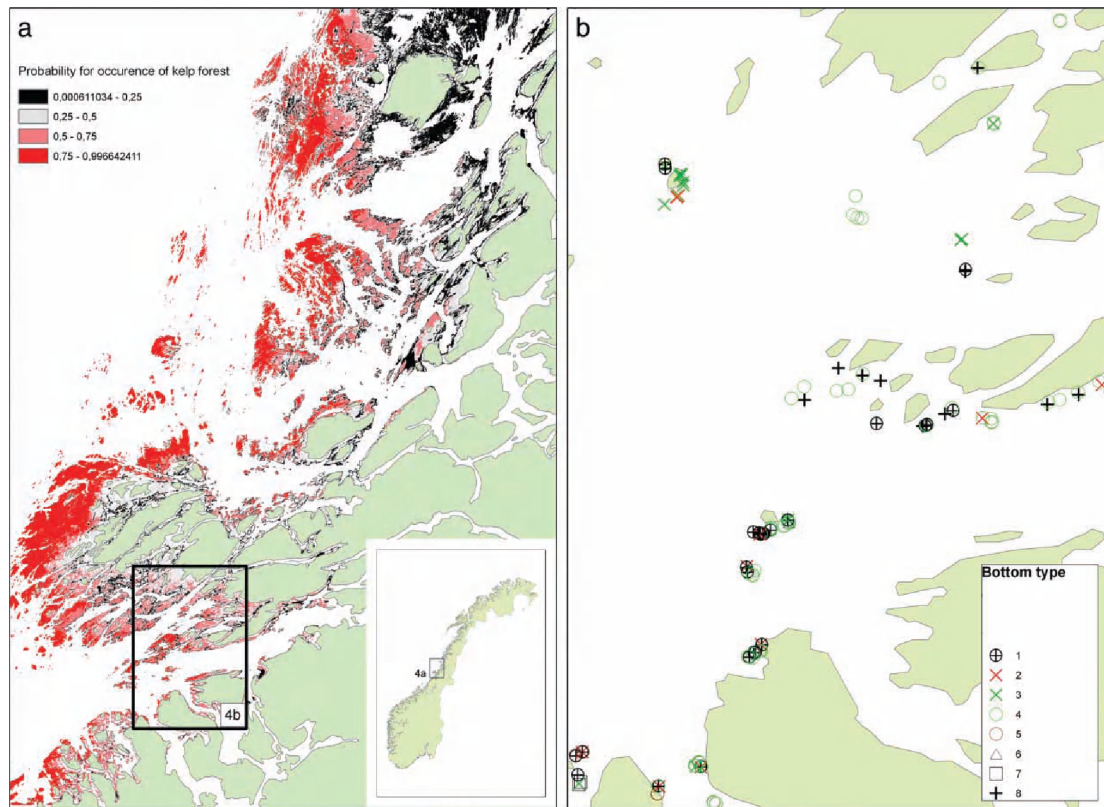 a
Probability for occurence of kelp forest
0,000611034 - 0,25
0,25 - 0,5
0,5 - 0,75
0,75 - 0,996642411
4b
4a
b
Bottom type
1
2
3
4
5
6
7
8